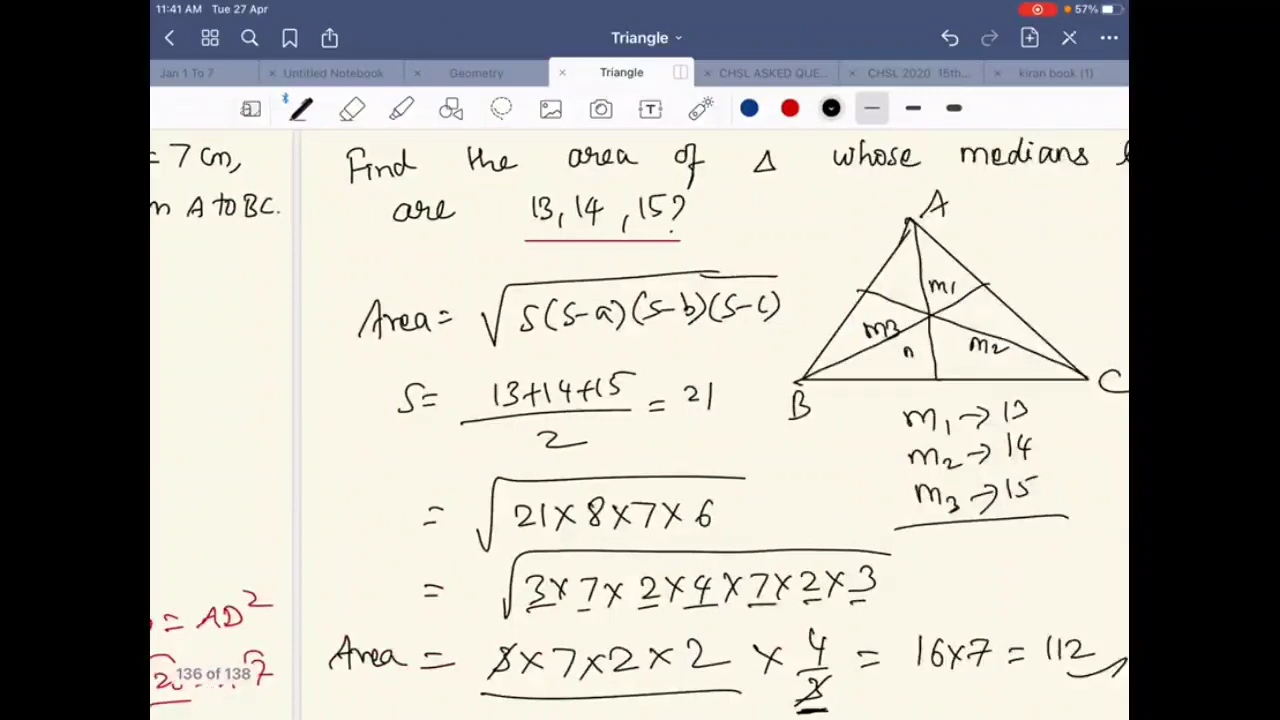 11:41 AM Tue 27 Apr
57%
Triangle
Jan 1 To 7
Untitled Notebook
Geometry
Triangle
CHSL ASKED QUE...
CHSL 2020 15th...
kiran book (1)
T
= 7 cm,
A to BC.
Find the area of Δ whose medians
are 13, 14, 15?
A
m1
m3
m2
B
C
Area = √S(S-a)(S-b)(S-c)
S = 13+14+15/2 = 21
m1 → 13
m2 → 14
m3 → 15
= √21×8×7×6
= √3×7×2×4×7×2×3
Area = 3×7×2×2 × 4/3 = 16×7 = 112
= AD²
136 of 138
7